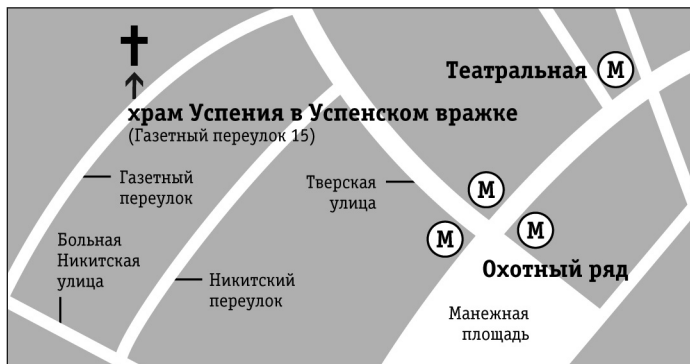 Театральная М
храм Успения в Успенском вражке
(Газетный переулок 15)
Газетный
переулок
Тверская
улица
М
М
М
Охотный ряд
Больная
Никитская
улица
Никитский
переулок
Манежная
площадь